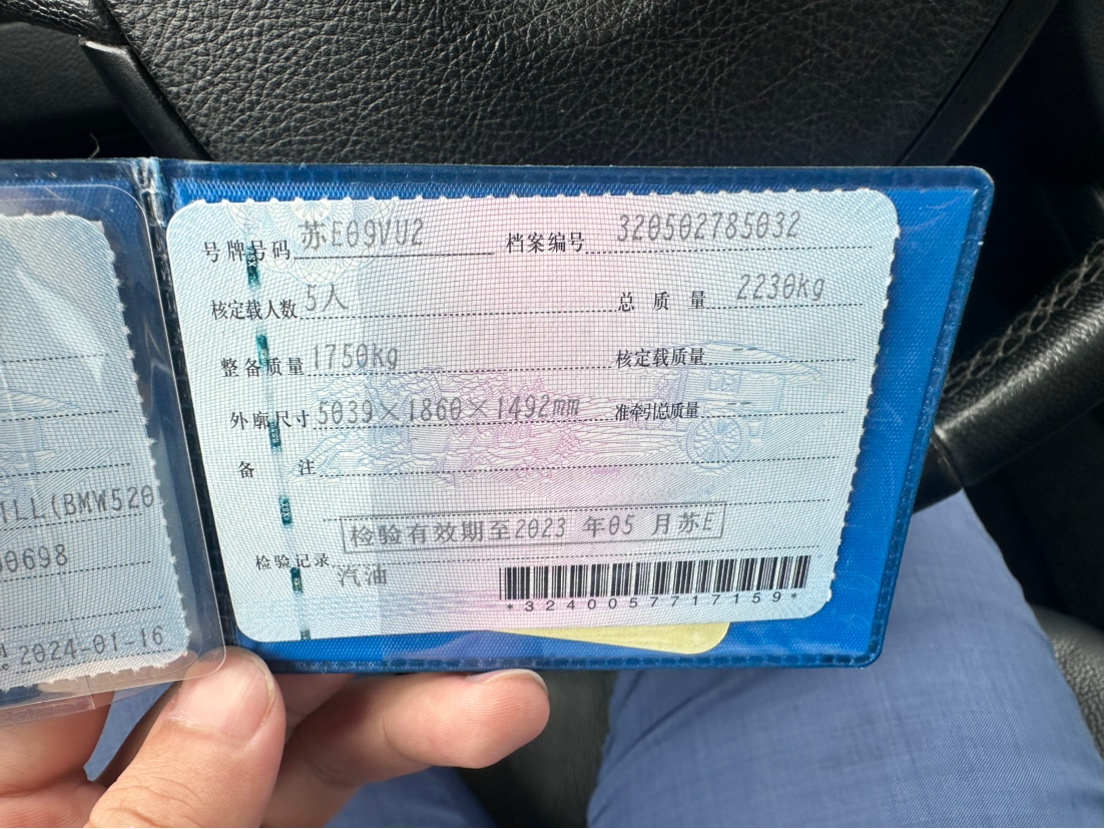 号牌号码 苏E09VU2 档案编号 320502785032
核定载人数 5人 总质量 2230kg
整备质量 1750kg 核定载质量 --
外廓尺寸 5039×1860×1492mm 准牵引总质量 --
备注
检验有效期至2023 年05 月苏E
检验记录
汽油
*3240057717159*
(BMW520
0698
2024-01-16